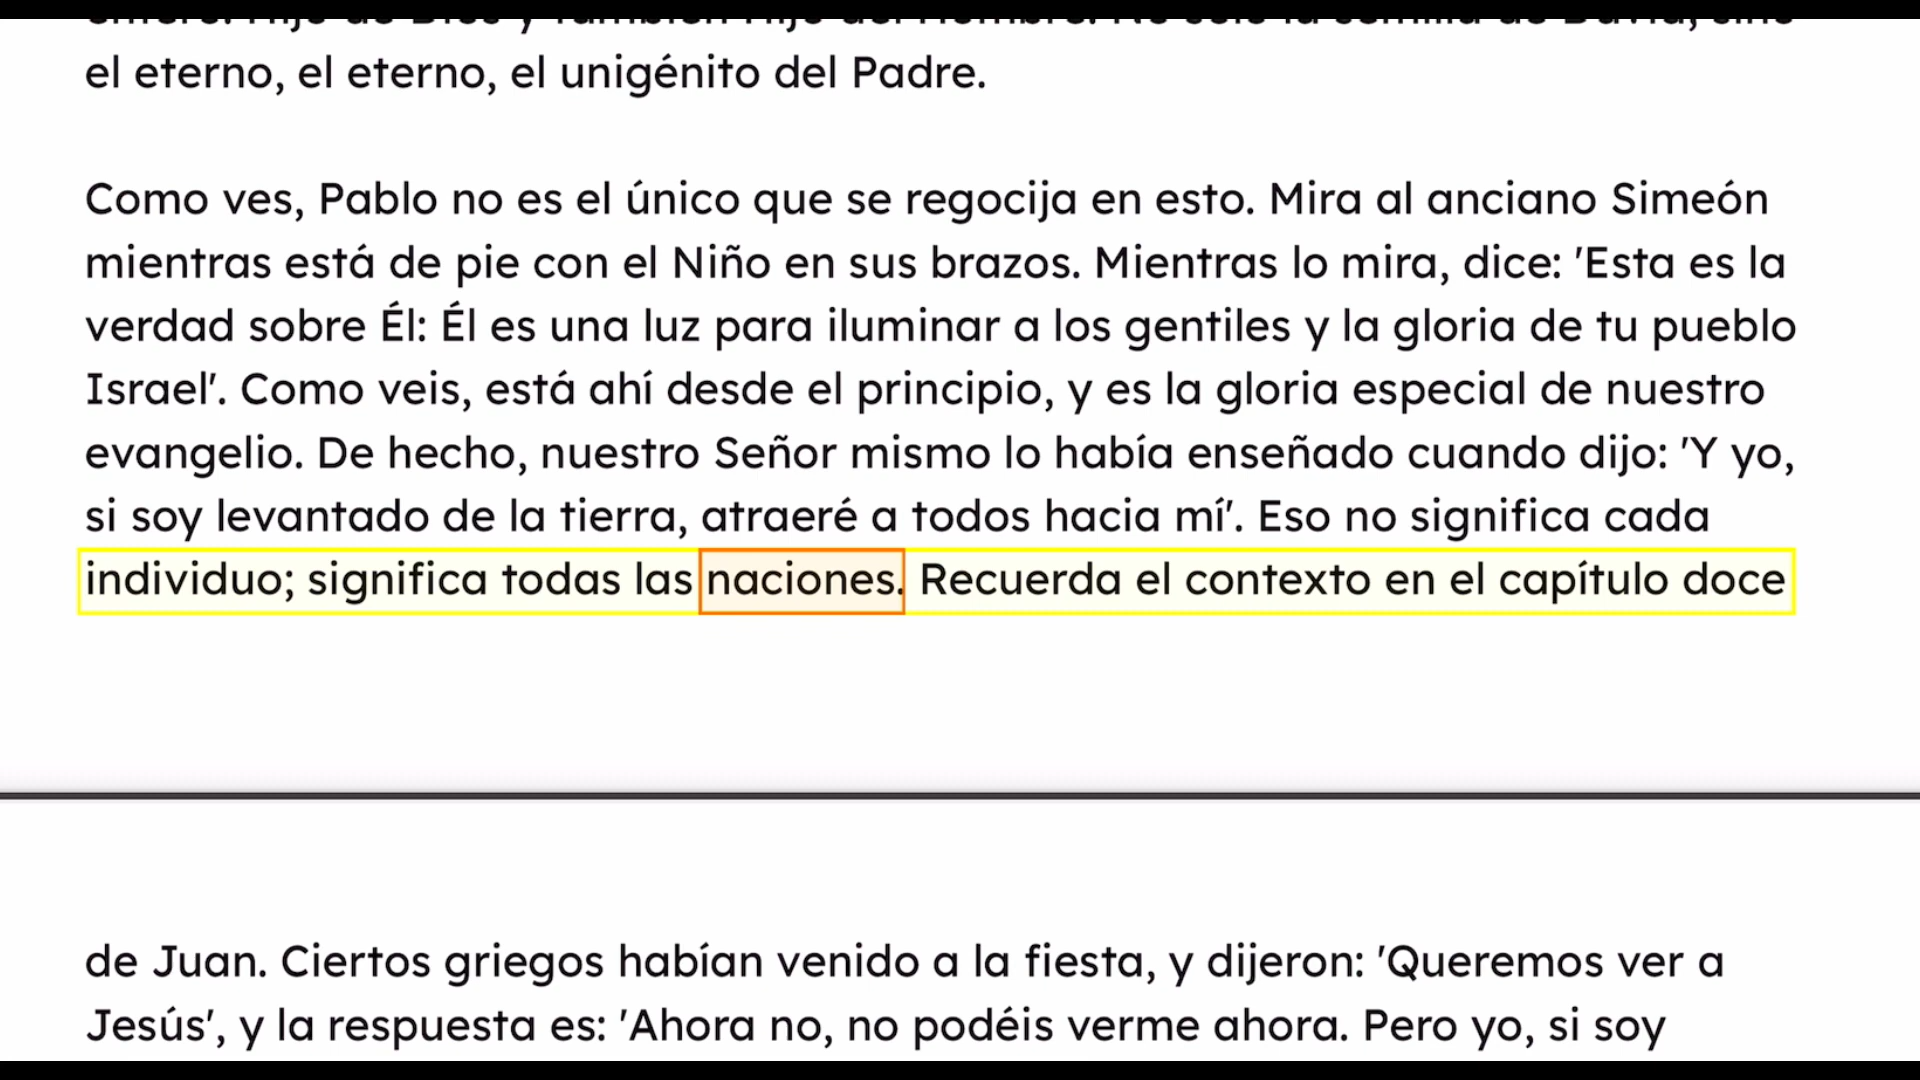 el eterno, el eterno, el unigénito del Padre.
Como ves, Pablo no es el único que se regocija en esto. Mira al anciano Simeón
mientras está de pie con el Niño en sus brazos. Mientras lo mira, dice: 'Esta es la
verdad sobre Él: Él es una luz para iluminar a los gentiles y la gloria de tu pueblo
Israel'. Como veis, está ahí desde el principio, y es la gloria especial de nuestro
evangelio. De hecho, nuestro Señor mismo lo había enseñado cuando dijo: 'Y yo,
si soy levantado de la tierra, atraeré a todos hacia mí'. Eso no significa cada
individuo; significa todas las naciones. Recuerda el contexto en el capítulo doce
de Juan. Ciertos griegos habían venido a la fiesta, y dijeron: 'Queremos ver a
Jesús', y la respuesta es: 'Ahora no, no podéis verme ahora. Pero yo, si soy